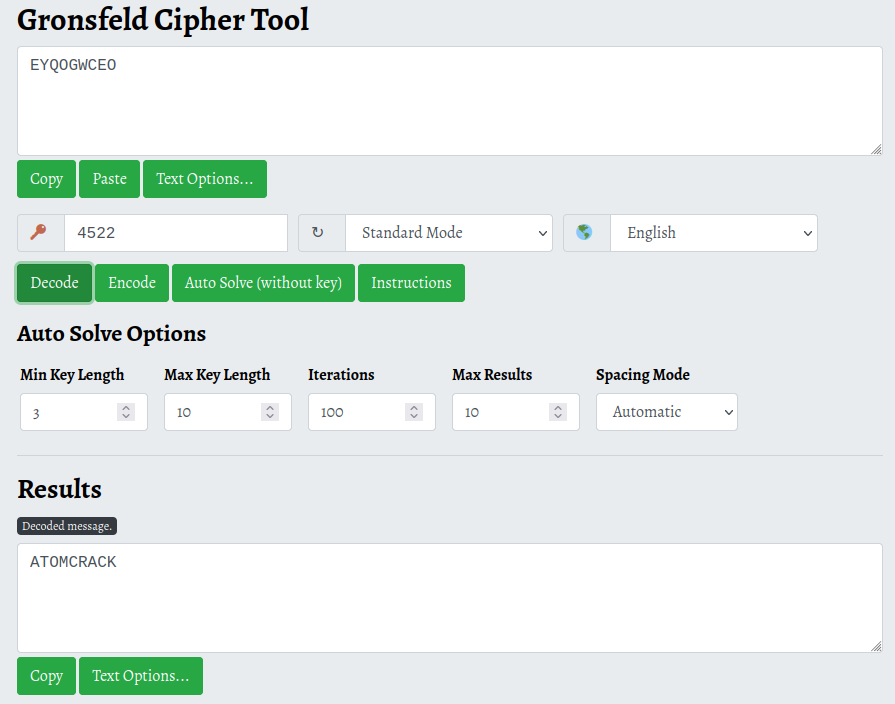 Gronsfeld Cipher Tool
EYQOGWCEO
Copy Paste Text Options...
4522 ↻ Standard Mode English
Decode Encode Auto Solve (without key) Instructions
Auto Solve Options
Min Key Length Max Key Length Iterations Max Results Spacing Mode
3 10 100 10 Automatic
Results
Decoded message.
ATOMCRACK
Copy Text Options...